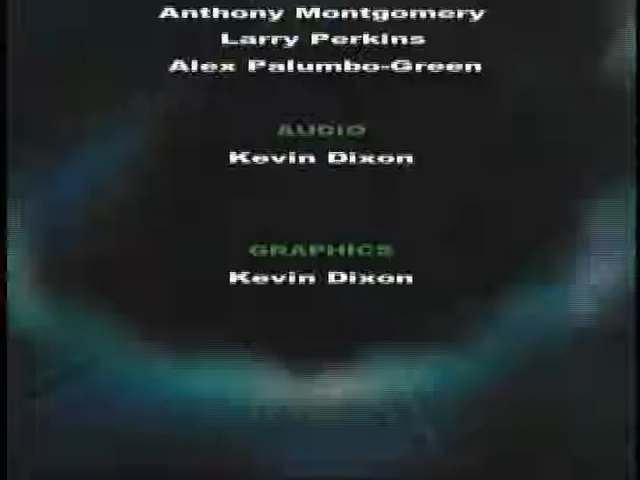 Anthony Montgomery
Larry Perkins
Alex Palumbo-Green
AUDIO
Kevin Dixon
GRAPHICS
Kevin Dixon